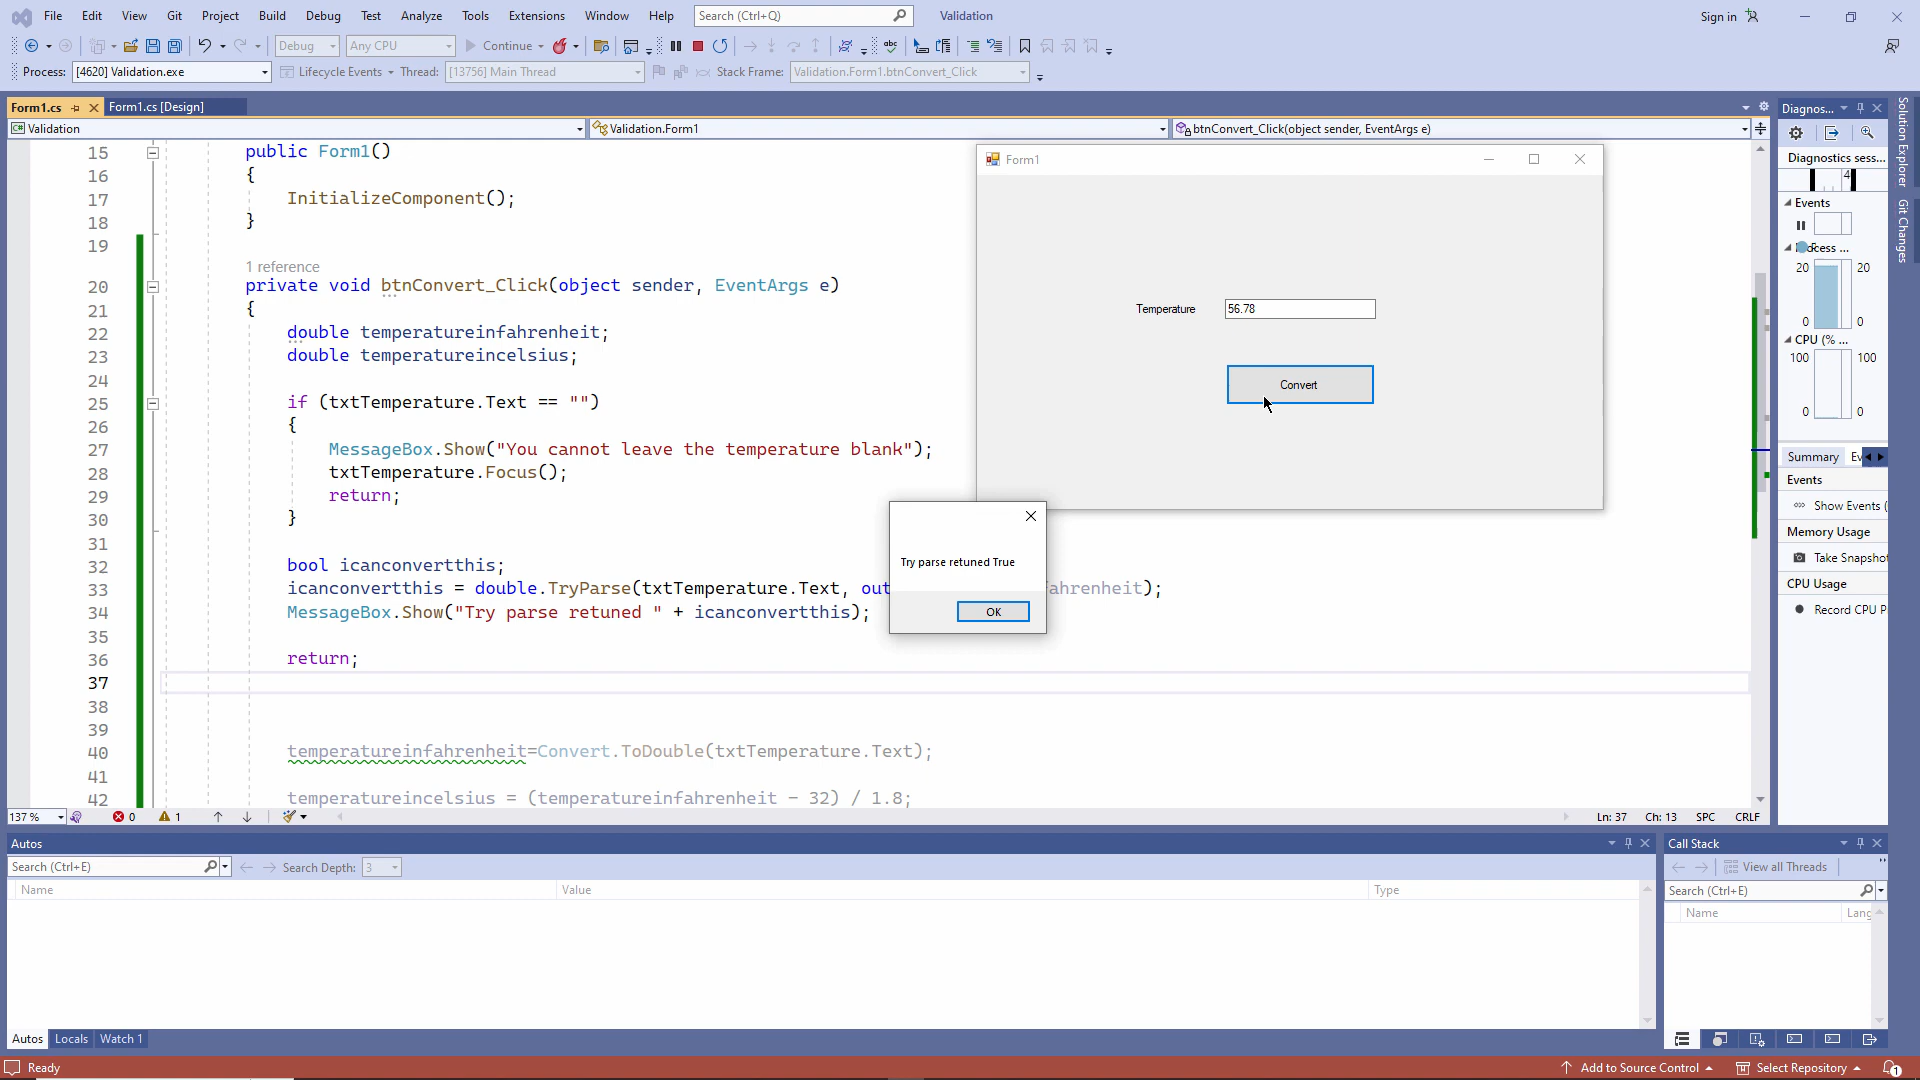 File Edit View Git Project Build Debug Test Analyze Tools Extensions Window Help Search (Ctrl+Q) Validation Sign in
Debug Any CPU Continue
Process: [4620] Validation.exe Lifecycle Events Thread: [13756] Main Thread Stack Frame: Validation.Form1.btnConvert_Click
Form1.cs Form1.cs [Design]
Validation Validation.Form1 btnConvert_Click(object sender, EventArgs e)
15 public Form1()
16 {
17 InitializeComponent();
18 }
19
1 reference
20 private void btnConvert_Click(object sender, EventArgs e)
21 {
22 double temperatureinfahrenheit;
23 double temperatureincelsius;
24
25 if (txtTemperature.Text == "")
26 {
27 MessageBox.Show("You cannot leave the temperature blank");
28 txtTemperature.Focus();
29 return;
30 }
31
32 bool icanconvertthis;
33 icanconvertthis = double.TryParse(txtTemperature.Text, out ahrenheit);
34 MessageBox.Show("Try parse retuned " + icanconvertthis);
35
36 return;
37
38
39
40 temperatureinfahrenheit=Convert.ToDouble(txtTemperature.Text);
41
42 temperatureincelsius = (temperatureinfahrenheit - 32) / 1.8;
Form1
Temperature 56.78
Convert
Try parse retuned True
OK
137 % 0 1 Ln: 37 Ch: 13 SPC CRLF
Diagnos...
Diagnostics sess...
4
Events
Process ...
20 20
0 0
CPU (% ...
100 100
0 0
Summary Ev
Events
Show Events (
Memory Usage
Take Snapshot
CPU Usage
Record CPU P
Solution Explorer
Git Changes
Autos
Search (Ctrl+E) Search Depth: 3
Name Value Type
Autos Locals Watch 1
Call Stack
View all Threads
Search (Ctrl+E)
Name Lang
Ready Add to Source Control Select Repository 1